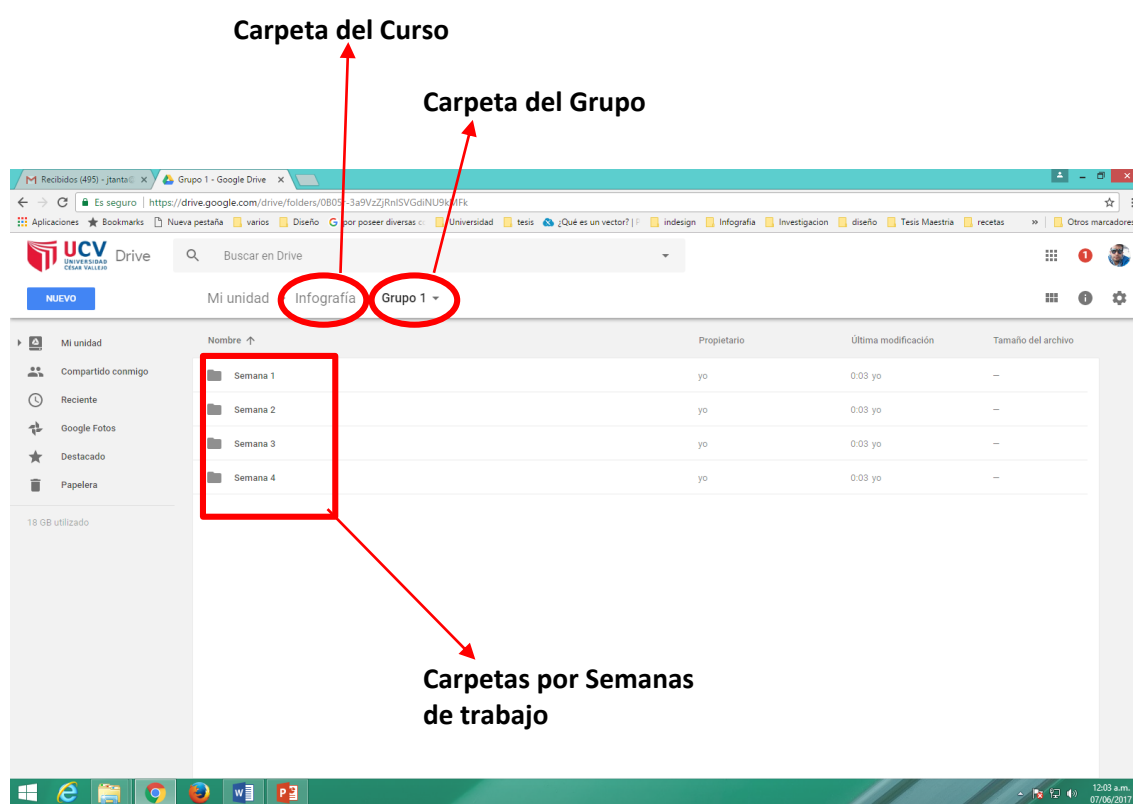 Carpeta del Curso
Carpeta del Grupo
Recibidos (495) - jtanta
Grupo 1 - Google Drive
Es seguro https://drive.google.com/drive/folders/
Aplicaciones Bookmarks Nueva pestaña varios Diseño por poseer diversas Universidad tesis ¿Qué es un vector? indesign Infografia Investigacion diseño Tesis Maestria recetas » Otros marcadores
UCV UNIVERSIDAD CÉSAR VALLEJO Drive Buscar en Drive 1
NUEVO Mi unidad Infografía Grupo 1
Mi unidad
Compartido conmigo
Reciente
Google Fotos
Destacado
Papelera
18 GB utilizado
Nombre Propietario Última modificación Tamaño del archivo
Semana 1 yo 0:03 yo –
Semana 2 yo 0:03 yo –
Semana 3 yo 0:03 yo –
Semana 4 yo 0:03 yo –
Carpetas por Semanas
de trabajo
12:03 a.m.
07/06/2017